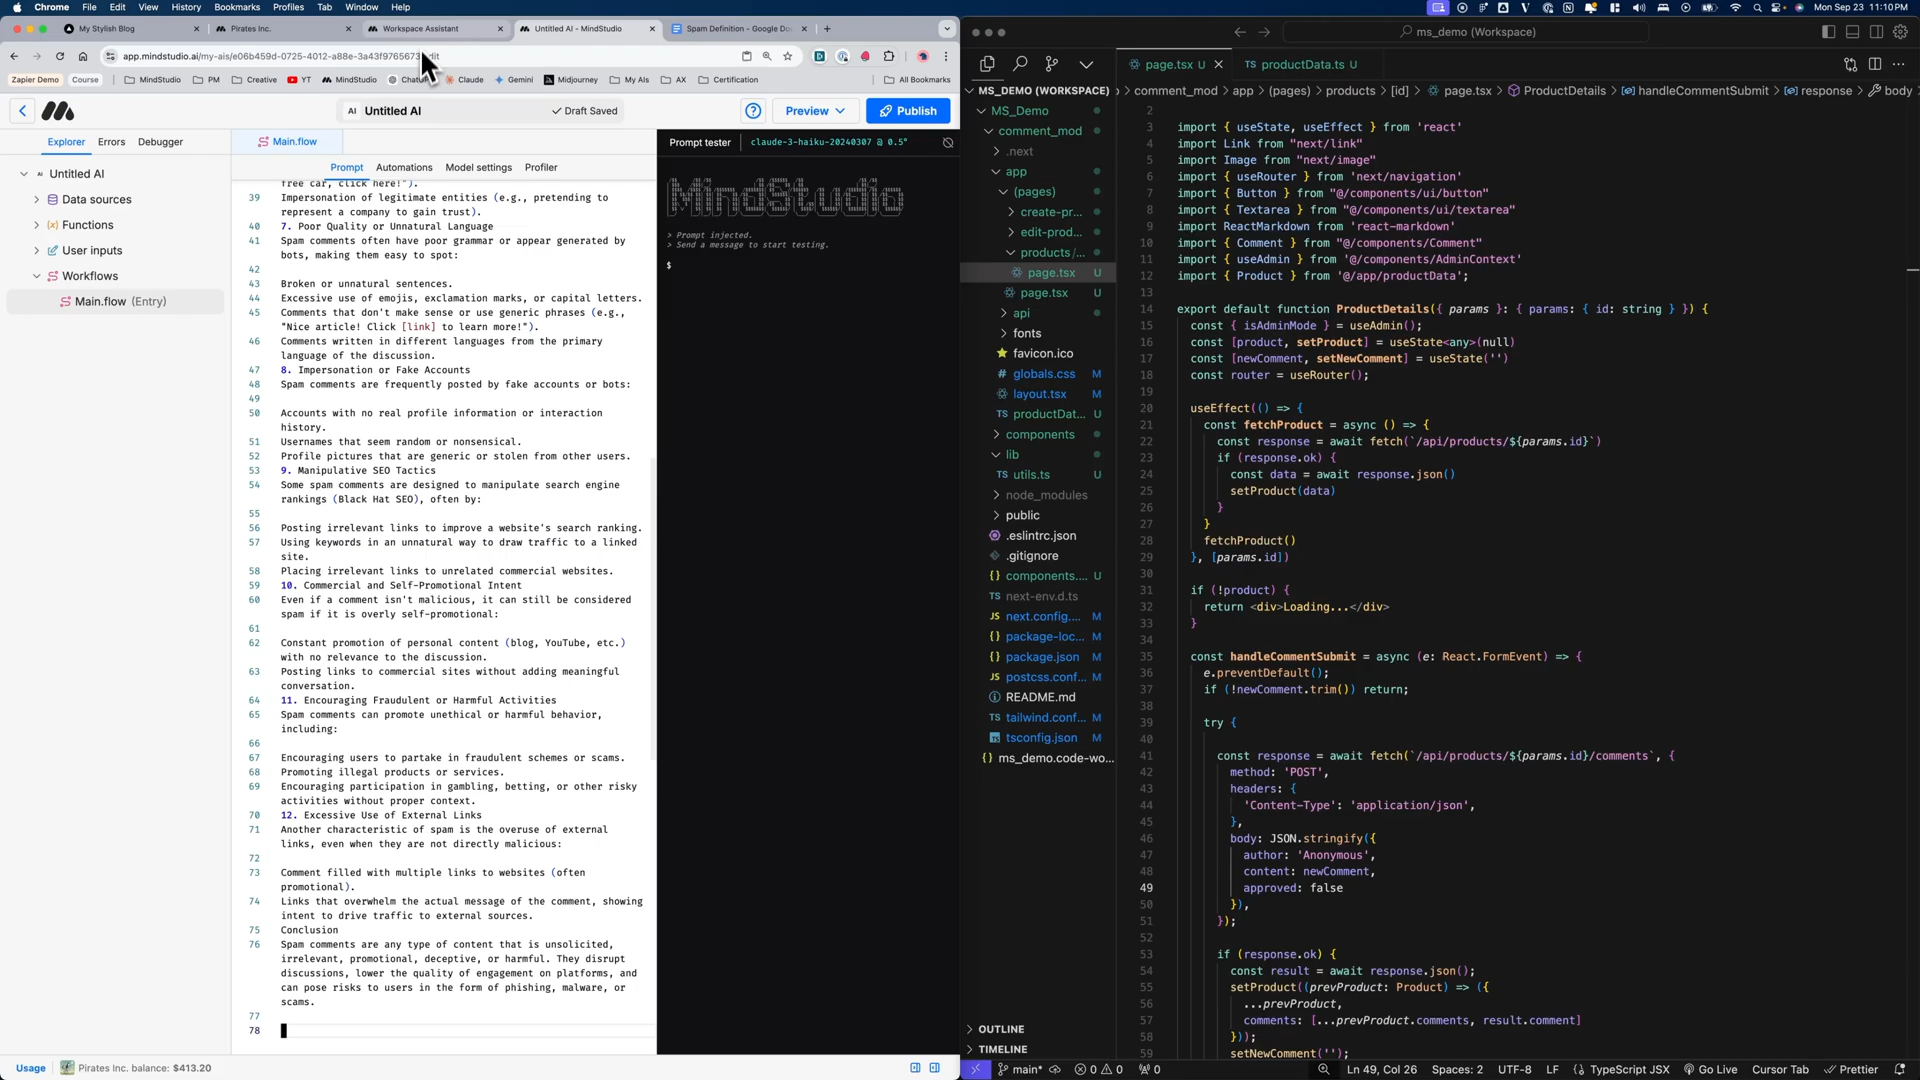 Chrome File Edit View History Bookmarks Profiles Tab Window Help
Mon Sep 23 11:10 PM
My Stylish Blog
Pirates Inc.
Workspace Assistant
Untitled AI - MindStudio
Spam Definition - Google Do
app.mindstudio.ai/my-ais/e06b459d-0725-4012-a88e-3a43f9765673
Zapier Demo Course MindStudio PM Creative YT MindStudio Claude Gemini Midjourney My AIs AX Certification All Bookmarks
AI Untitled AI
Draft Saved
Preview
Publish
Explorer Errors Debugger
Untitled AI
Data sources
Functions
User inputs
Workflows
Main.flow (Entry)
Main.flow
Prompt Automations Model settings Profiler
free car, click here!").
39 Impersonation of legitimate entities (e.g., pretending to
represent a company to gain trust).
40 7. Poor Quality or Unnatural Language
41 Spam comments often have poor grammar or appear generated by
bots, making them easy to spot:
42
43 Broken or unnatural sentences.
44 Excessive use of emojis, exclamation marks, or capital letters.
45 Comments that don't make sense or use generic phrases (e.g.,
"Nice article! Click [link] to learn more!").
46 Comments written in different languages from the primary
language of the discussion.
47 8. Impersonation or Fake Accounts
48 Spam comments are frequently posted by fake accounts or bots:
49
50 Accounts with no real profile information or interaction
history.
51 Usernames that seem random or nonsensical.
52 Profile pictures that are generic or stolen from other users.
53 9. Manipulative SEO Tactics
54 Some spam comments are designed to manipulate search engine
rankings (Black Hat SEO), often by:
55
56 Posting irrelevant links to improve a website's search ranking.
57 Using keywords in an unnatural way to draw traffic to a linked
site.
58 Placing irrelevant links to unrelated commercial websites.
59 10. Commercial and Self-Promotional Intent
60 Even if a comment isn't malicious, it can still be considered
spam if it is overly self-promotional:
61
62 Constant promotion of personal content (blog, YouTube, etc.)
with no relevance to the discussion.
63 Posting links to commercial sites without adding meaningful
conversation.
64 11. Encouraging Fraudulent or Harmful Activities
65 Spam comments can promote unethical or harmful behavior,
including:
66
67 Encouraging users to partake in fraudulent schemes or scams.
68 Promoting illegal products or services.
69 Encouraging participation in gambling, betting, or other risky
activities without proper context.
70 12. Excessive Use of External Links
71 Another characteristic of spam is the overuse of external
links, even when they are not directly malicious:
72
73 Comment filled with multiple links to websites (often
promotional).
74 Links that overwhelm the actual message of the comment, showing
intent to drive traffic to external sources.
75 Conclusion
76 Spam comments are any type of content that is unsolicited,
irrelevant, promotional, deceptive, or harmful. They disrupt
discussions, lower the quality of engagement on platforms, and
can pose risks to users in the form of phishing, malware, or
scams.
77
78
Usage Pirates Inc. balance: $413.20
Prompt tester claude-3-haiku-20240307 @ 0.5°
MindStudio
> Prompt injected.
> Send a message to start testing.
$
ms_demo (Workspace)
page.tsx U
productData.ts U
MS_DEMO (WORKSPACE)
comment_mod > app > (pages) > products > [id] > page.tsx > ProductDetails > handleCommentSubmit > response > body
MS_Demo
comment_mod
.next
app
(pages)
create-pr...
edit-prod...
products/...
page.tsx U
page.tsx U
api
fonts
favicon.ico
globals.css M
layout.tsx M
productDat... U
components
lib
utils.ts U
node_modules
public
.eslintrc.json
.gitignore
components.... U
next-env.d.ts
next.config.... M
package-loc... M
package.json M
postcss.conf... M
README.md
tailwind.conf... M
tsconfig.json M
ms_demo.code-wo...
OUTLINE
TIMELINE
2
3 import { useState, useEffect } from 'react'
4 import Link from "next/link"
5 import Image from "next/image"
6 import { useRouter } from 'next/navigation'
7 import { Button } from "@/components/ui/button"
8 import { Textarea } from "@/components/ui/textarea"
9 import ReactMarkdown from 'react-markdown'
10 import { Comment } from "@/components/Comment"
11 import { useAdmin } from '@/components/AdminContext'
12 import { Product } from '@/app/productData';
13
14 export default function ProductDetails({ params }: { params: { id: string } }) {
15 const { isAdminMode } = useAdmin();
16 const [product, setProduct] = useState<any>(null)
17 const [newComment, setNewComment] = useState('')
18 const router = useRouter();
19
20 useEffect(() => {
21 const fetchProduct = async () => {
22 const response = await fetch(`/api/products/${params.id}`)
23 if (response.ok) {
24 const data = await response.json()
25 setProduct(data)
26 }
27 }
28 fetchProduct()
29 }, [params.id])
30
31 if (!product) {
32 return <div>Loading...</div>
33 }
34
35 const handleCommentSubmit = async (e: React.FormEvent) => {
36 e.preventDefault();
37 if (!newComment.trim()) return;
38
39 try {
40
41 const response = await fetch(`/api/products/${params.id}/comments`, {
42 method: 'POST',
43 headers: {
44 'Content-Type': 'application/json',
45 },
46 body: JSON.stringify({
47 author: 'Anonymous',
48 content: newComment,
49 approved: false
50 }),
51 });
52
53 if (response.ok) {
54 const result = await response.json();
55 setProduct((prevProduct: Product) => ({
56 ...prevProduct,
57 comments: [...prevProduct.comments, result.comment]
58 }));
59 setNewComment('');
main* 0 0 0 Ln 49, Col 26 Spaces: 2 UTF-8 LF TypeScript JSX Go Live Cursor Tab Prettier